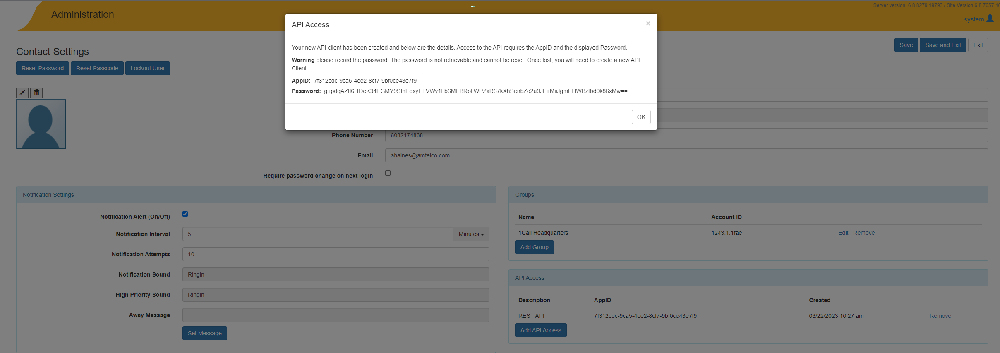 Server version: 6.8.8279.19793 / Site Version:6.8.7657.16
Administration
system
API Access
×
Your new API client has been created and below are the details. Access to the API requires the AppID and the displayed Password.
Warning please record the password. The password is not retrievable and cannot be reset. Once lost, you will need to create a new API
Client.
AppID: 7f312cdc-9ca5-4ee2-8cf7-9bf0ce43e7f9
Password: g+pdqAZtl6HOeK34EGMY9SInEoxyETVWy1Lb6MEBRoLWPZxR67kXhSenbZo2u9JF+MiiJgmEHWBztbd0k86xMw==
OK
Save Save and Exit Exit
Contact Settings
Reset Password Reset Passcode Lockout User
Phone Number 6082174838
Email ahaines@amtelco.com
Require password change on next login
Notification Settings
Notification Alert (On/Off)
Notification Interval 5 Minutes
Notification Attempts 10
Notification Sound Ringin
High Priority Sound Ringin
Away Message
Set Message
Groups
Name Account ID
1Call Headquarters 1243.1.1fae Edit Remove
Add Group
API Access
Description AppID Created
REST API 7f312cdc-9ca5-4ee2-8cf7-9bf0ce43e7f9 03/22/2023 10:27 am Remove
Add API Access